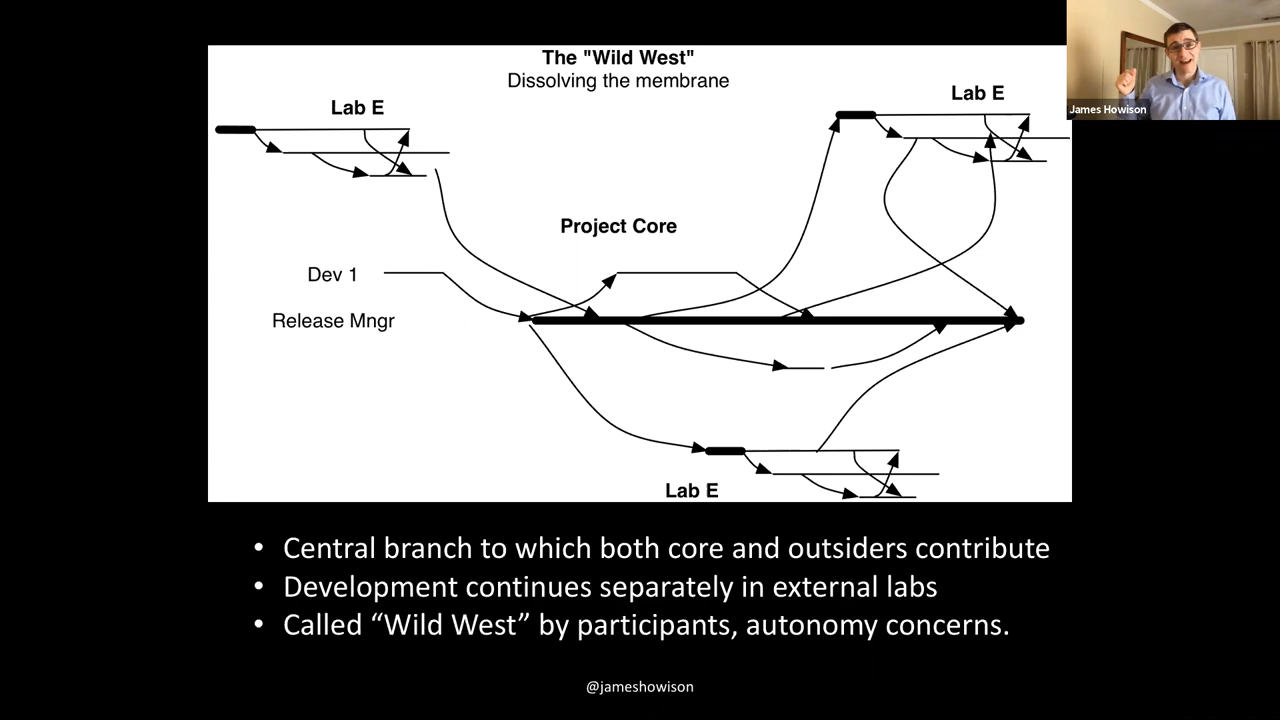 The "Wild West"
Dissolving the membrane
Lab E
Lab E
James Howison
Project Core
Dev 1
Release Mngr
Lab E
• Central branch to which both core and outsiders contribute
• Development continues separately in external labs
• Called “Wild West” by participants, autonomy concerns.
@jameshowison